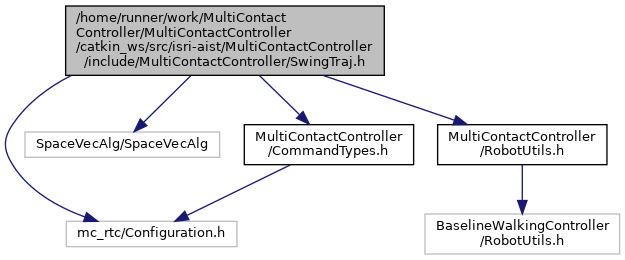 /home/runner/work/MultiContact
Controller/MultiContactController
/catkin_ws/src/isri-aist/MultiContactController
/include/MultiContactController/SwingTraj.h
SpaceVecAlg/SpaceVecAlg
MultiContactController
/CommandTypes.h
MultiContactController
/RobotUtils.h
mc_rtc/Configuration.h
BaselineWalkingController
/RobotUtils.h